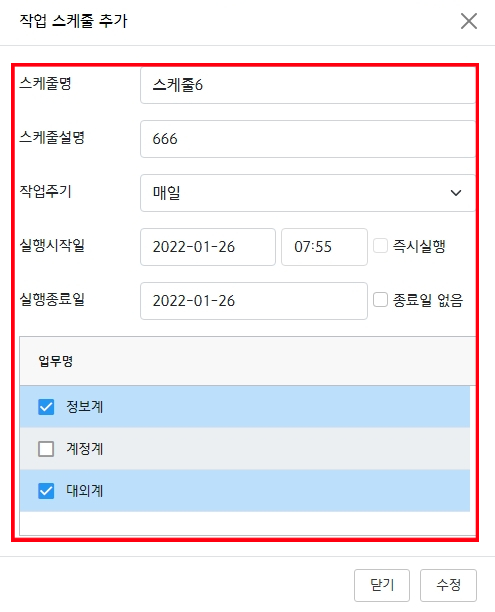 작업 스케줄 추가
스케줄명 스케줄6
스케줄설명 666
작업주기 매일
실행시작일 2022-01-26 07:55 즉시실행
실행종료일 2022-01-26 종료일 없음
업무명
정보계
계정계
대외계
닫기 수정